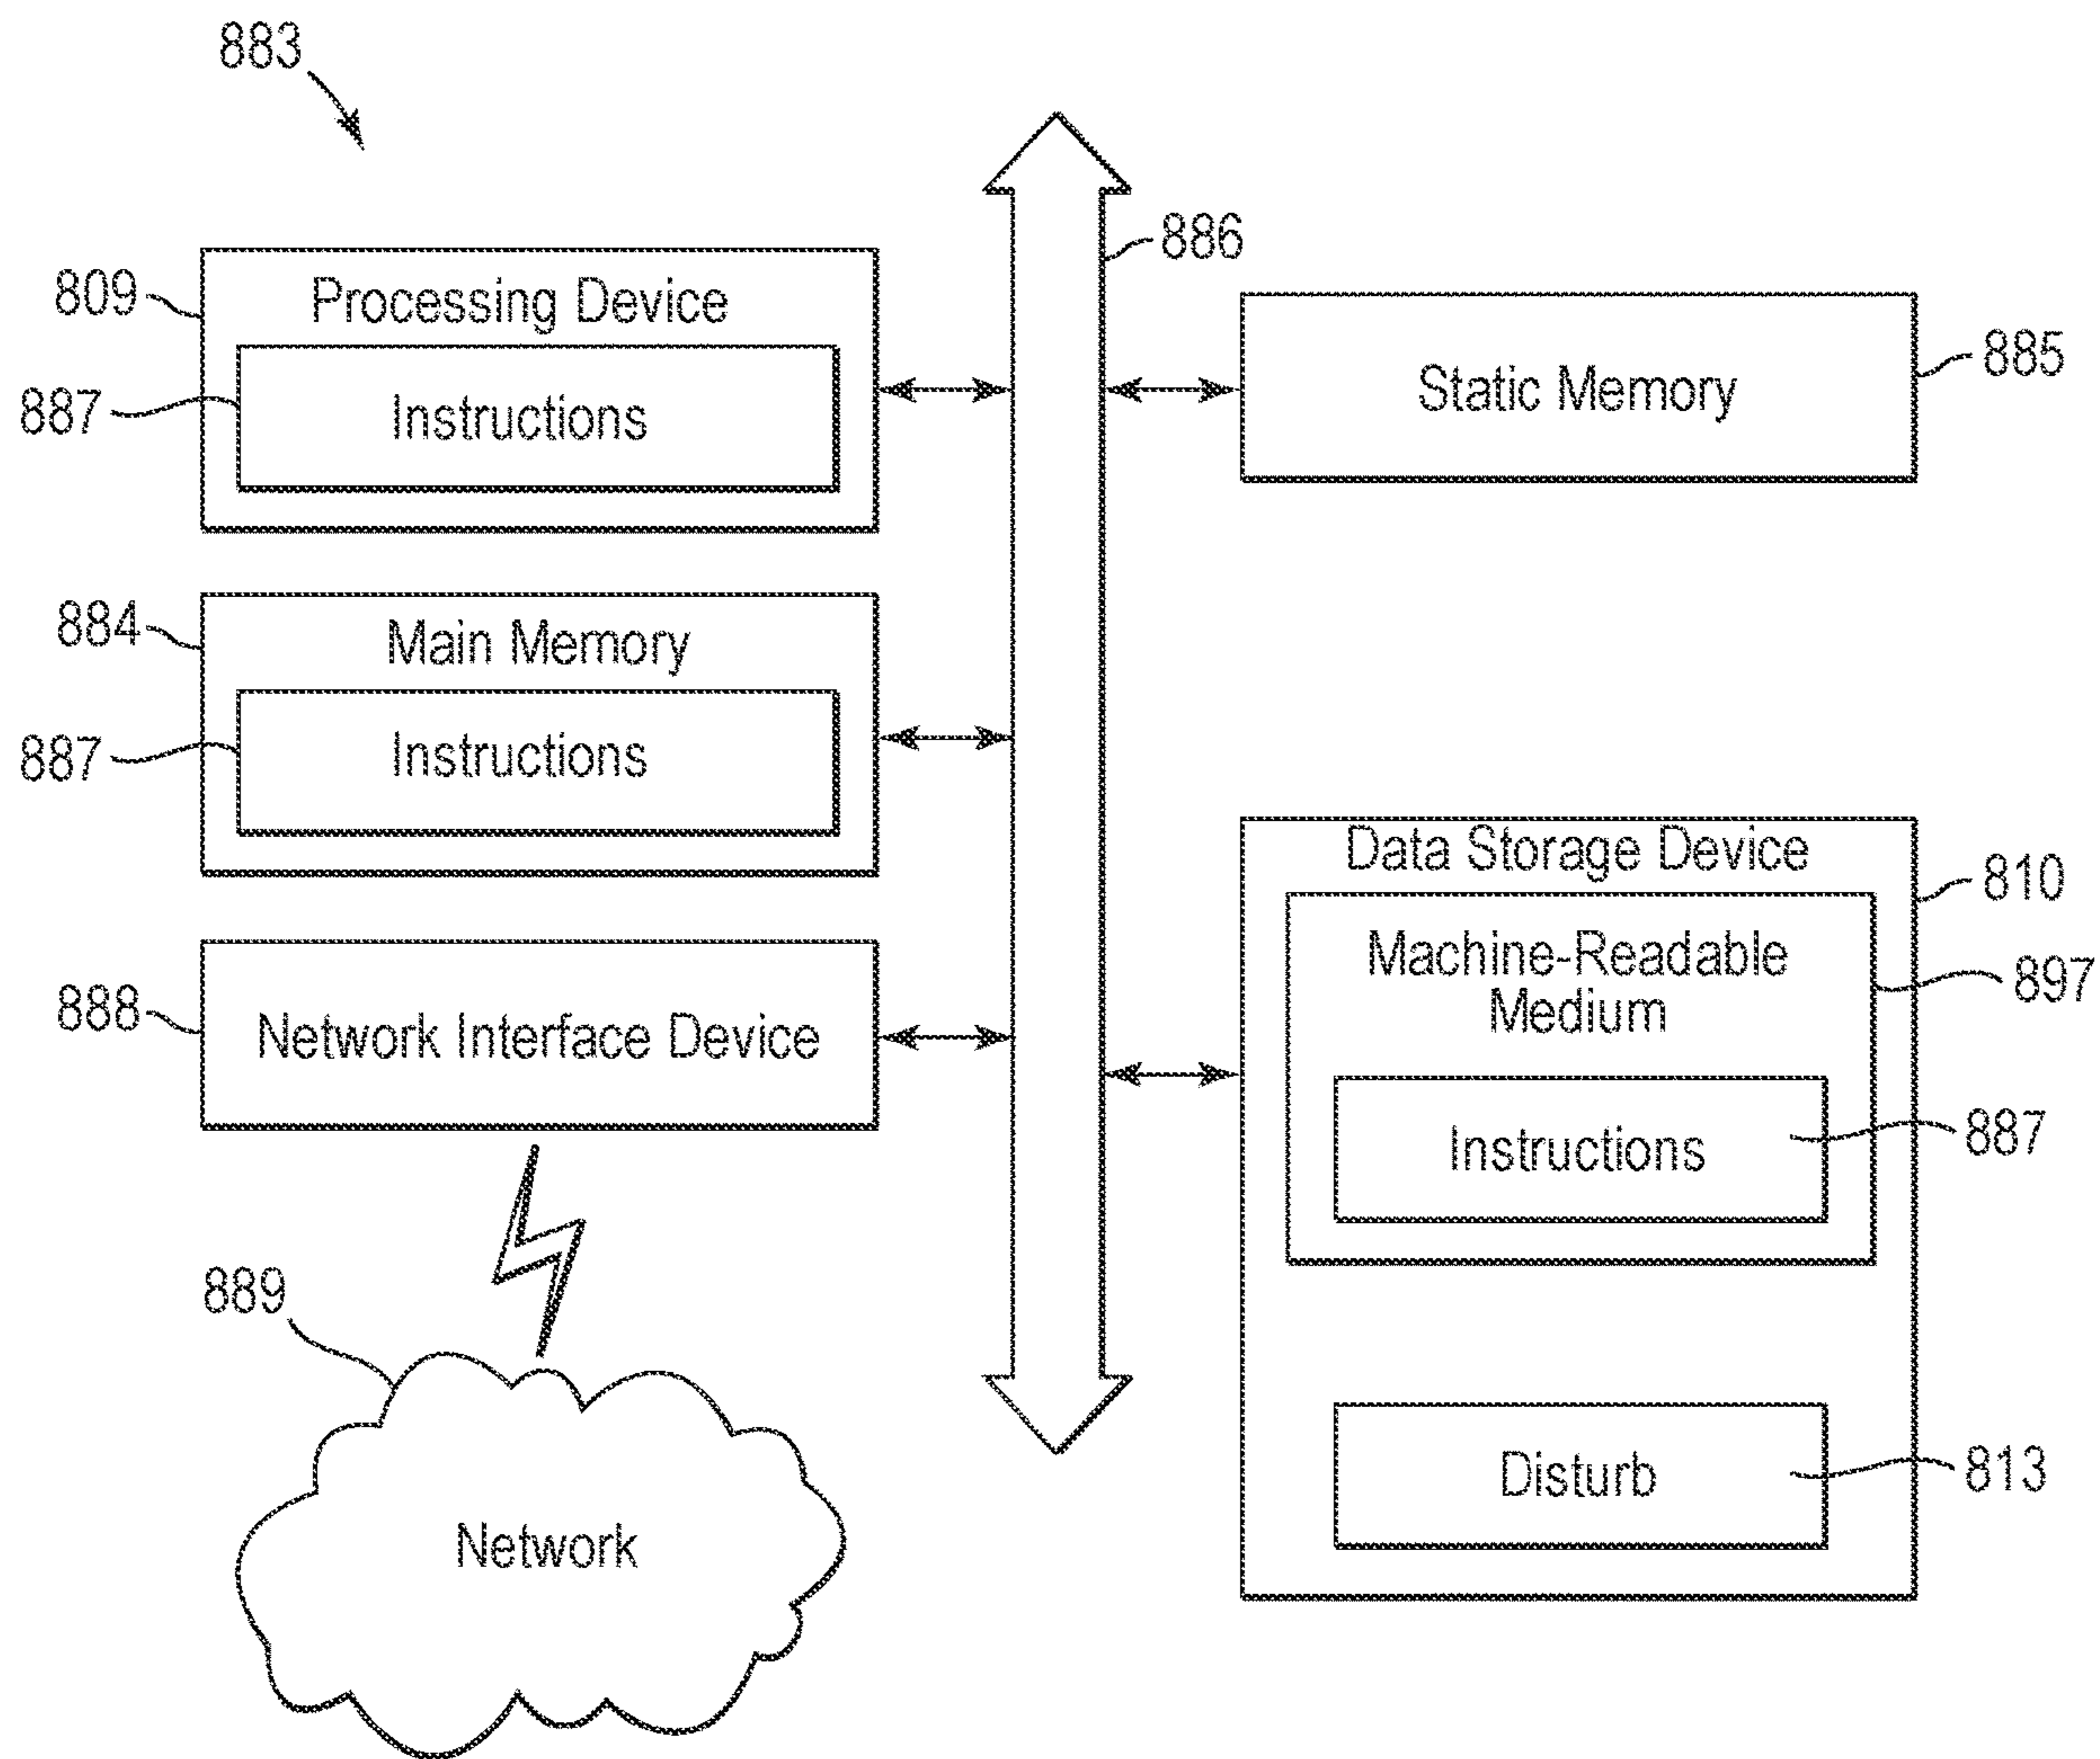 883
886
809
Processing Device
887
Instructions
Static Memory
885
884
Main Memory
887
Instructions
Data Storage Device
810
Machine-Readable
Medium
897
888
Network Interface Device
Instructions
887
889
Network
Disturb
813